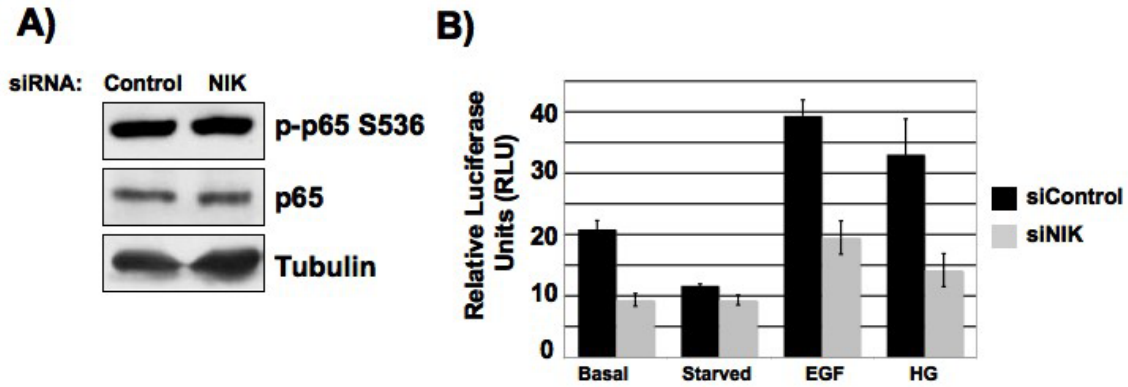 A)
siRNA: Control NIK
p-p65 S536
p65
Tubulin
B)
Relative Luciferase
Units (RLU)
40
30
20
10
0
Basal Starved EGF HG
siControl
siNIK